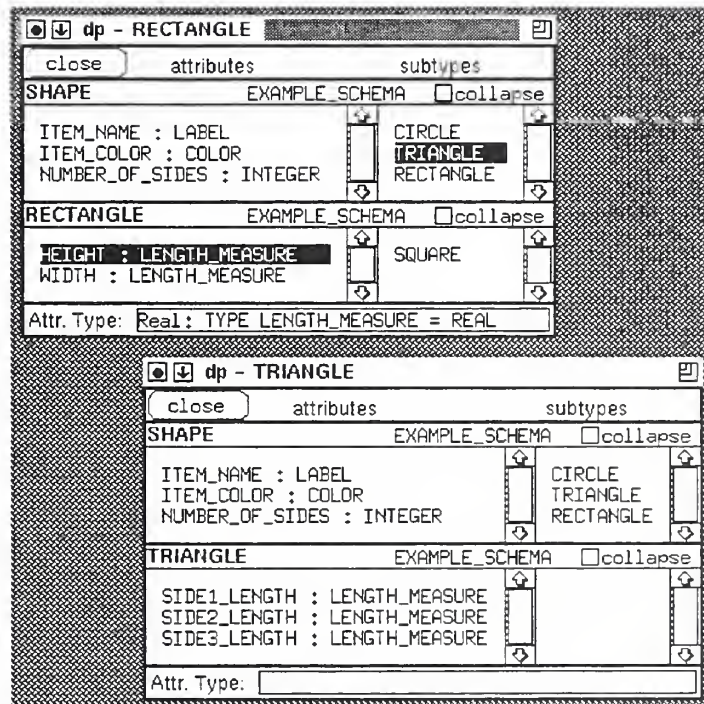 dp - RECTANGLE
close attributes subtypes
SHAPE EXAMPLE_SCHEMA collapse
ITEM_NAME : LABEL CIRCLE
ITEM_COLOR : COLOR TRIANGLE
NUMBER_OF_SIDES : INTEGER RECTANGLE
RECTANGLE EXAMPLE_SCHEMA collapse
HEIGHT : LENGTH_MEASURE SQUARE
WIDTH : LENGTH_MEASURE
Attr. Type: Real: TYPE LENGTH_MEASURE = REAL
dp - TRIANGLE
close attributes subtypes
SHAPE EXAMPLE_SCHEMA collapse
ITEM_NAME : LABEL CIRCLE
ITEM_COLOR : COLOR TRIANGLE
NUMBER_OF_SIDES : INTEGER RECTANGLE
TRIANGLE EXAMPLE_SCHEMA collapse
SIDE1_LENGTH : LENGTH_MEASURE
SIDE2_LENGTH : LENGTH_MEASURE
SIDE3_LENGTH : LENGTH_MEASURE
Attr. Type: